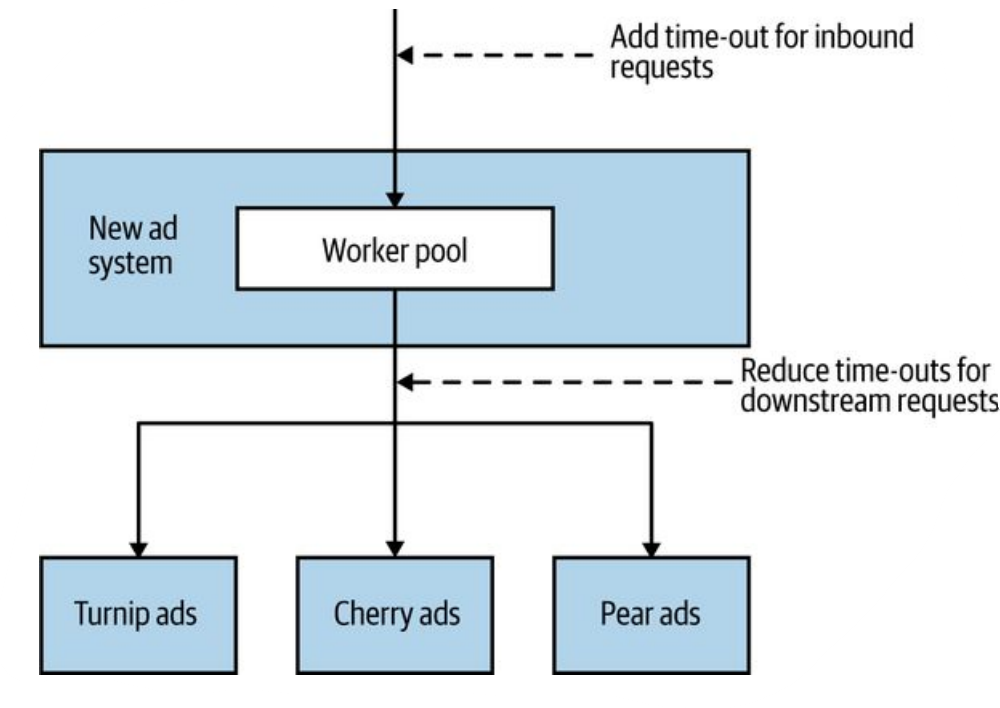 Add time-out for inbound
requests
New ad
system
Worker pool
Reduce time-outs for
downstream requests
Turnip ads
Cherry ads
Pear ads